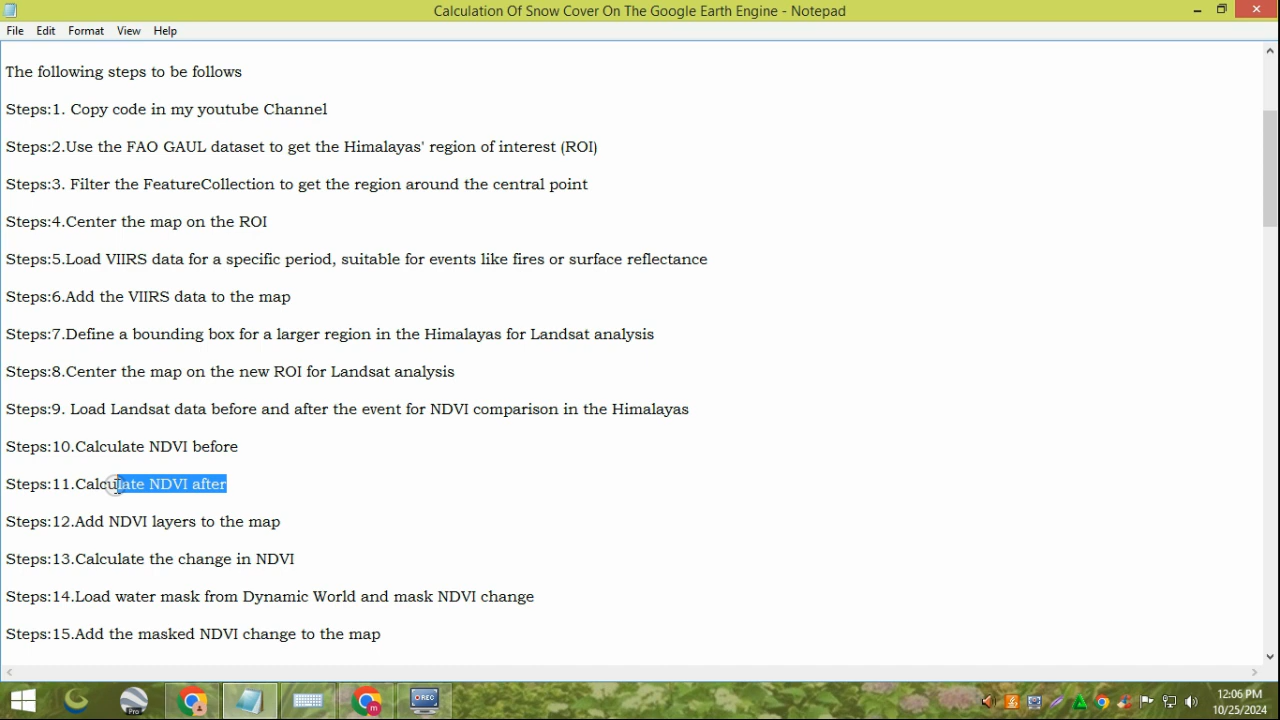 Calculation Of Snow Cover On The Google Earth Engine - Notepad
File Edit Format View Help
The following steps to be follows
Steps:1. Copy code in my youtube Channel
Steps:2.Use the FAO GAUL dataset to get the Himalayas' region of interest (ROI)
Steps:3. Filter the FeatureCollection to get the region around the central point
Steps:4.Center the map on the ROI
Steps:5.Load VIIRS data for a specific period, suitable for events like fires or surface reflectance
Steps:6.Add the VIIRS data to the map
Steps:7.Define a bounding box for a larger region in the Himalayas for Landsat analysis
Steps:8.Center the map on the new ROI for Landsat analysis
Steps:9. Load Landsat data before and after the event for NDVI comparison in the Himalayas
Steps:10.Calculate NDVI before
Steps:11.Calculate NDVI after
Steps:12.Add NDVI layers to the map
Steps:13.Calculate the change in NDVI
Steps:14.Load water mask from Dynamic World and mask NDVI change
Steps:15.Add the masked NDVI change to the map
Pro
m
REC
12:06 PM
10/25/2024